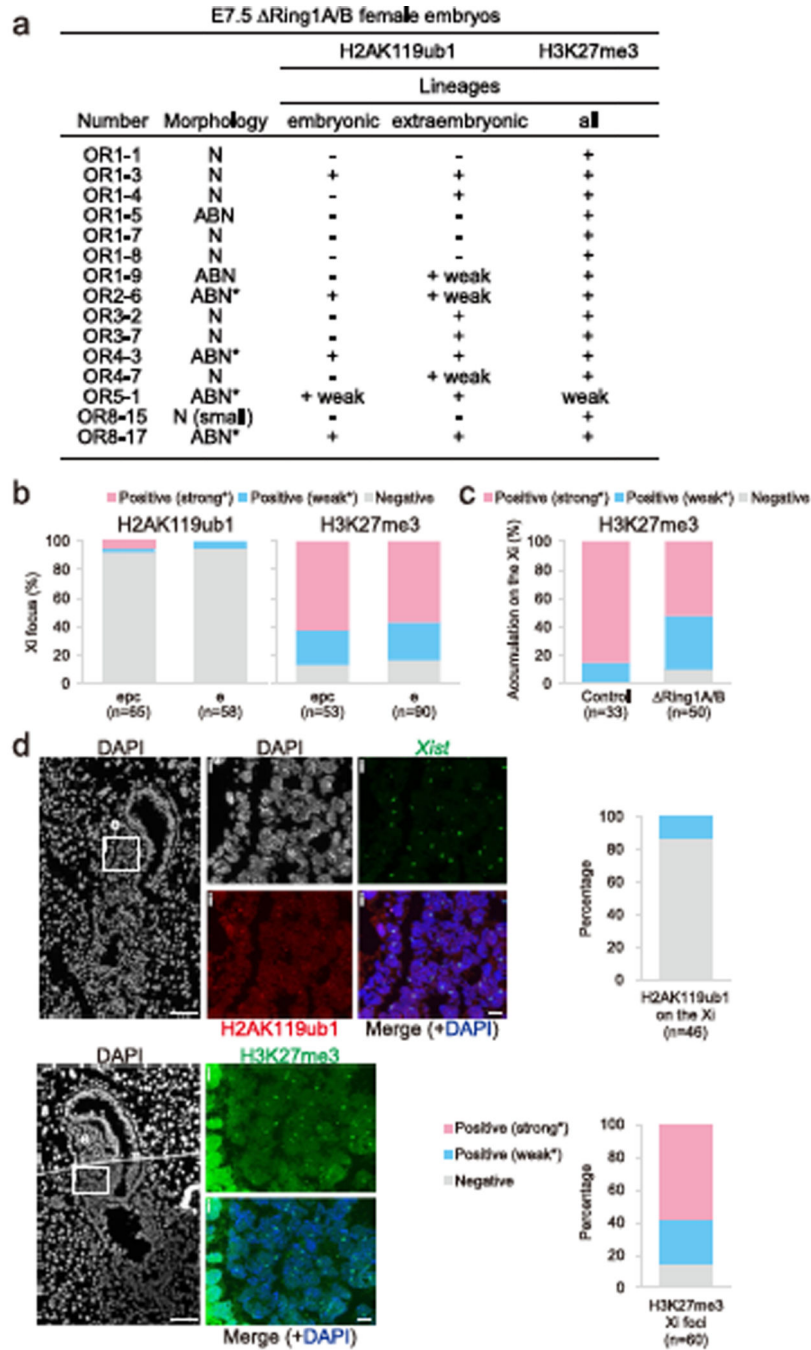 a
E7.5 ΔRing1A/B female embryos
H2AK119ub1 H3K27me3
Lineages
Number Morphology embryonic extraembryonic all
OR1-1 N - - +
OR1-3 N + + +
OR1-4 N - + +
OR1-5 ABN - - +
OR1-7 N - - +
OR1-8 N - - +
OR1-9 ABN - + weak +
OR2-6 ABN* + + weak +
OR3-2 N - + +
OR3-7 N - + +
OR4-3 ABN* + + +
OR4-7 N - + weak +
OR5-1 ABN* + weak + weak
OR8-15 N (small) - - +
OR8-17 ABN* + + +
b
Positive (strong*) Positive (weak*) Negative
H2AK119ub1 H3K27me3
Xi focus (%)
100
80
60
40
20
0
epc e epc e
(n=65) (n=58) (n=53) (n=90)
c
Positive (strong*) Positive (weak*) Negative
H3K27me3
Accumulation on the Xi (%)
100
80
60
40
20
0
Control ΔRing1A/B
(n=33) (n=50)
d
DAPI DAPI Xist
e
i i
i i
H2AK119ub1 Merge (+DAPI)
Percentage
100
80
60
40
20
0
H2AK119ub1
on the Xi
(n=46)
DAPI H3K27me3
e
i
i
Merge (+DAPI)
Positive (strong*)
Positive (weak*)
Negative
Percentage
100
80
60
40
20
0
H3K27me3
Xi foci
(n=60)